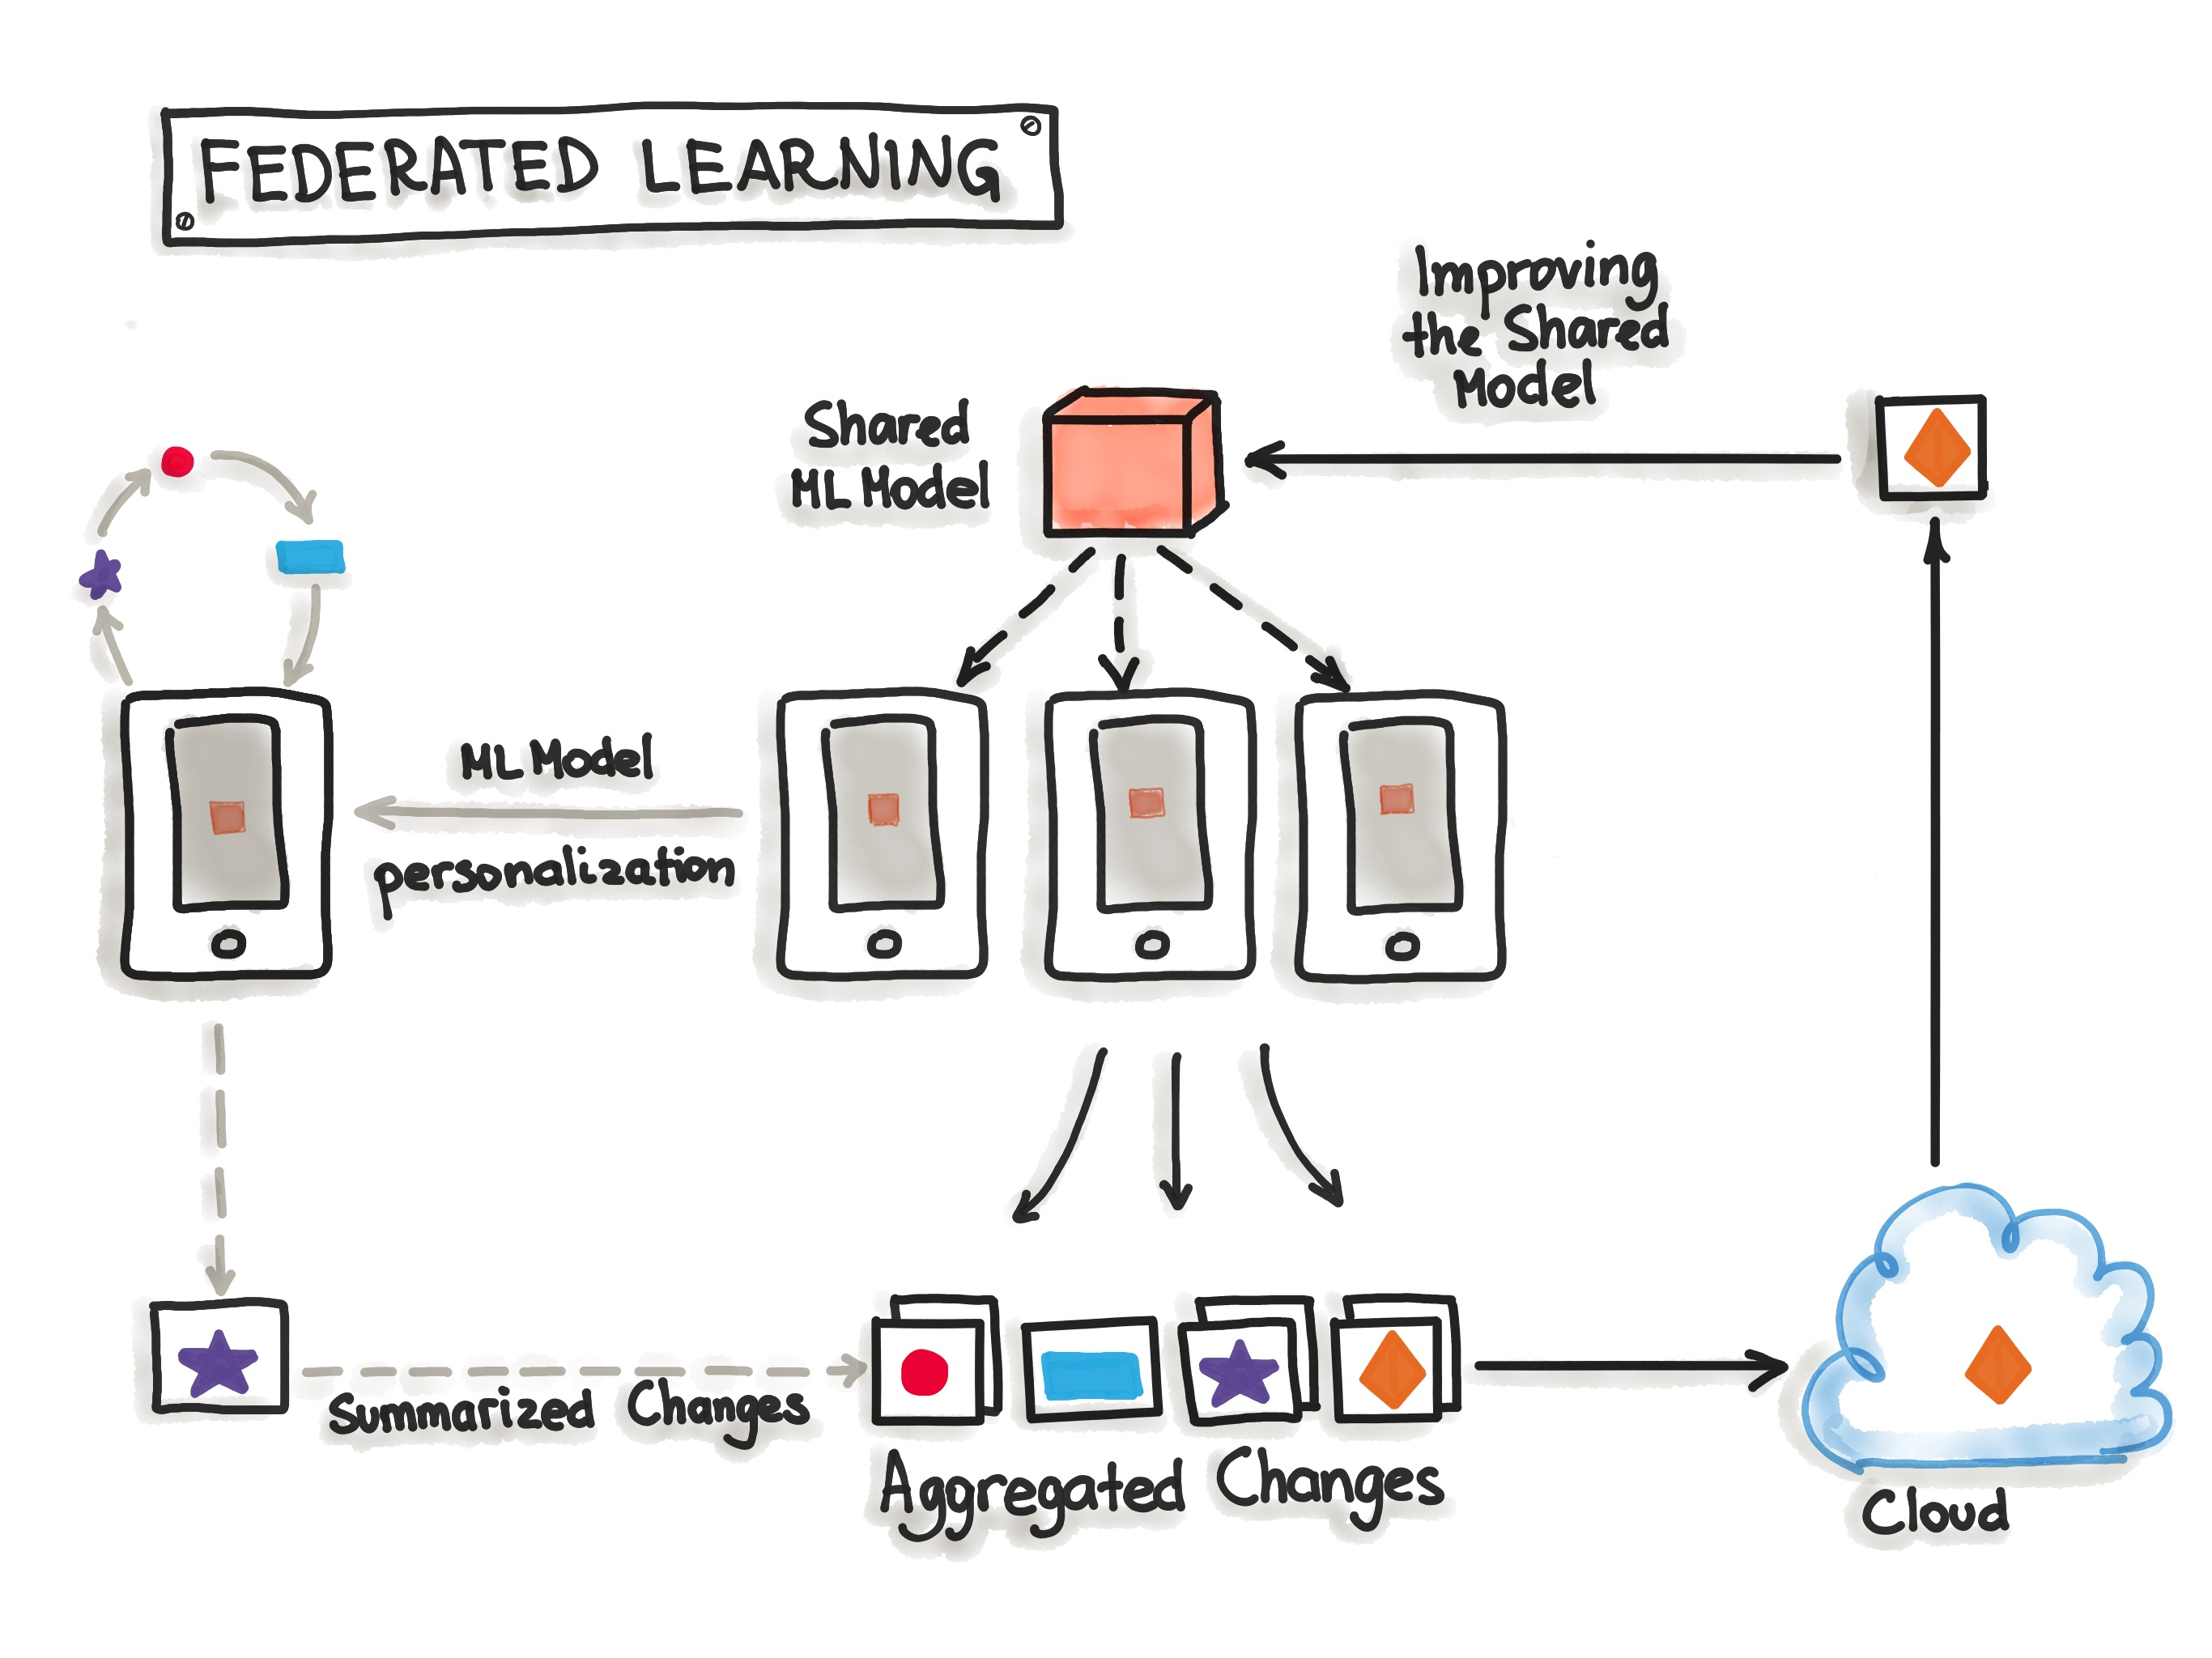 FEDERATED LEARNING
Improving
the Shared
Model
Shared
ML Model
ML Model
personalization
Summarized Changes
Aggregated Changes
Cloud